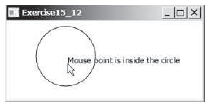 Exercise15_12
Mouse point is inside the circle